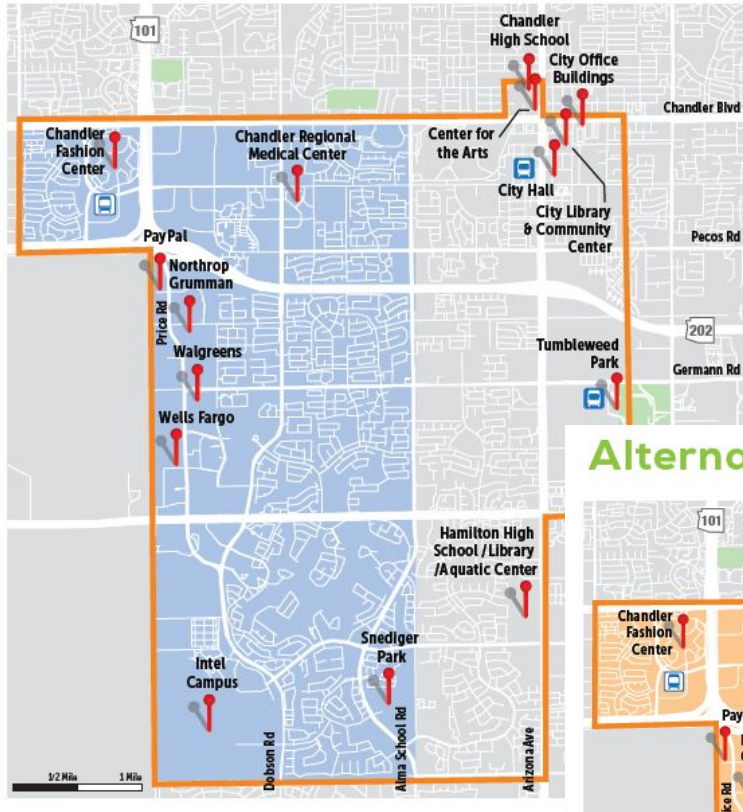 101
Chandler
High School
City Office
Buildings
Chandler Blvd
Chandler
Fashion
Center
Chandler Regional
Medical Center
Center for
the Arts
City Hall
City Library
& Community
Center
PayPal
Pecos Rd
Northrop
Grumman
Price Rd
202
Walgreens
Tumbleweed
Park
Germann Rd
Wells Fargo
Hamilton High
School /Library
/Aquatic Center
Snediger
Park
Intel
Campus
Dobson Rd
Alma School Rd
Arizona Ave
1/2 Mile
1 Mile
Alterna
101
Chandler
Fashion
Center
Pay
ice Rd